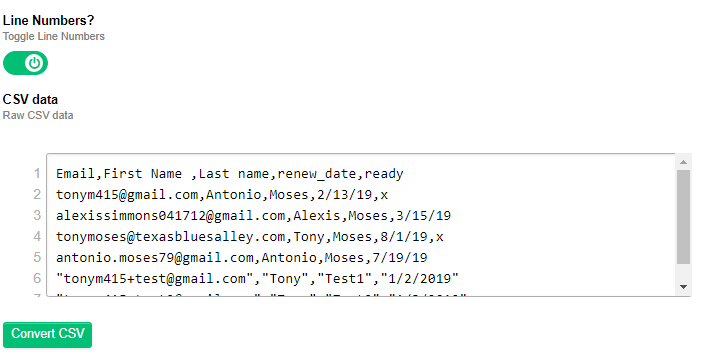 Line Numbers?
Toggle Line Numbers
CSV data
Raw CSV data
1 Email,First Name ,Last name,renew_date,ready
2 tonym415@gmail.com,Antonio,Moses,2/13/19,x
3 alexissimmons041712@gmail.com,Alexis,Moses,3/15/19
4 tonymoses@texasbluesalley.com,Tony,Moses,8/1/19,x
5 antonio.moses79@gmail.com,Antonio,Moses,7/19/19
6 "tonym415+test@gmail.com","Tony","Test1","1/2/2019"
Convert CSV